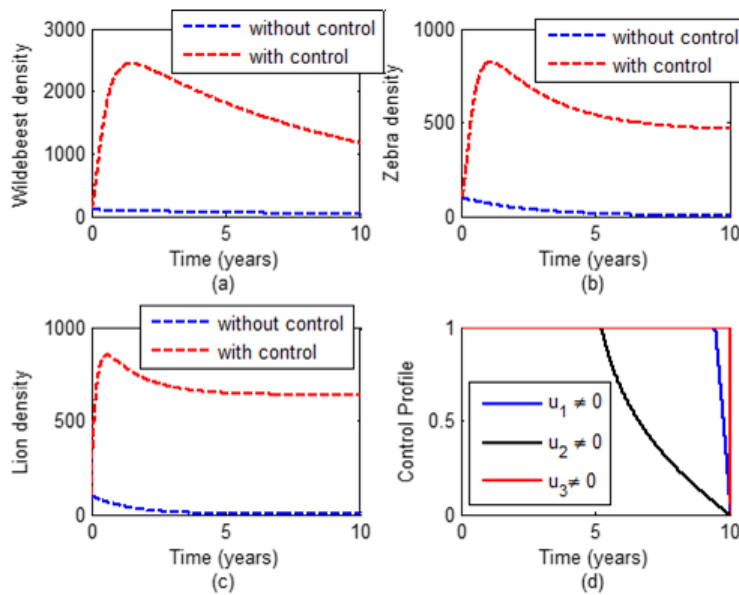 without control
with control
Wildebeest density
3000
2000
1000
0
0
5
10
Time (years)
(a)
without control
with control
Zebra density
1000
500
0
0
5
10
Time (years)
(b)
without control
with control
Lion density
1000
500
0
0
5
10
Time (years)
(c)
Control Profile
1
0.5
0
u₁ ≠ 0
u₂ ≠ 0
u₃≠ 0
0
5
10
Time (years)
(d)